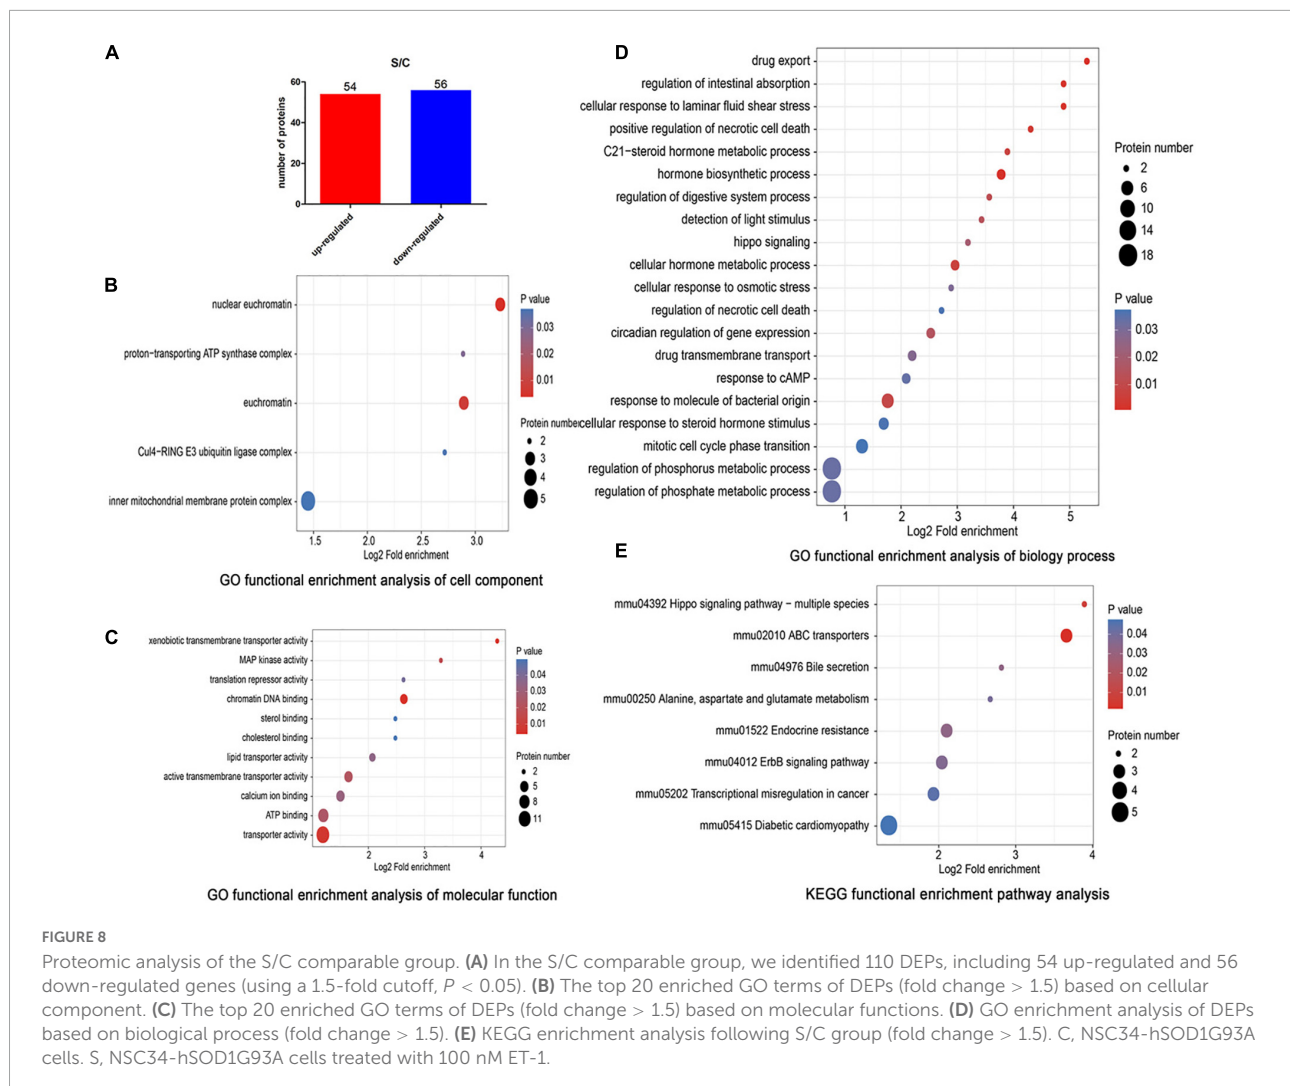 A
S/C
60
40
20
0
number of proteins
54
56
up-regulated
down-regulated
B
nuclear euchromatin
proton−transporting ATP synthase complex
euchromatin
Cul4−RING E3 ubiquitin ligase complex
inner mitochondrial membrane protein complex
1.5 2.0 2.5 3.0
Log2 Fold enrichment
P value
0.03
0.02
0.01
Protein number
2
3
4
5
GO functional enrichment analysis of cell component
C
xenobiotic transmembrane transporter activity
MAP kinase activity
translation repressor activity
chromatin DNA binding
sterol binding
cholesterol binding
lipid transporter activity
active transmembrane transporter activity
calcium ion binding
ATP binding
transporter activity
2 3 4
Log2 Fold enrichment
P value
0.04
0.03
0.02
0.01
Protein number
2
5
8
11
GO functional enrichment analysis of molecular function
D
drug export
regulation of intestinal absorption
cellular response to laminar fluid shear stress
positive regulation of necrotic cell death
C21−steroid hormone metabolic process
hormone biosynthetic process
regulation of digestive system process
detection of light stimulus
hippo signaling
cellular hormone metabolic process
cellular response to osmotic stress
regulation of necrotic cell death
circadian regulation of gene expression
drug transmembrane transport
response to cAMP
response to molecule of bacterial origin
cellular response to steroid hormone stimulus
mitotic cell cycle phase transition
regulation of phosphorus metabolic process
regulation of phosphate metabolic process
1 2 3 4 5
Log2 Fold enrichment
Protein number
2
6
10
14
18
P value
0.03
0.02
0.01
GO functional enrichment analysis of biology process
E
mmu04392 Hippo signaling pathway − multiple species
mmu02010 ABC transporters
mmu04976 Bile secretion
mmu00250 Alanine, aspartate and glutamate metabolism
mmu01522 Endocrine resistance
mmu04012 ErbB signaling pathway
mmu05202 Transcriptional misregulation in cancer
mmu05415 Diabetic cardiomyopathy
2 3 4
Log2 Fold enrichment
P value
0.04
0.03
0.02
0.01
Protein number
2
3
4
5
KEGG functional enrichment pathway analysis
FIGURE 8
Proteomic analysis of the S/C comparable group. (A) In the S/C comparable group, we identified 110 DEPs, including 54 up-regulated and 56
down-regulated genes (using a 1.5-fold cutoff, P < 0.05). (B) The top 20 enriched GO terms of DEPs (fold change > 1.5) based on cellular
component. (C) The top 20 enriched GO terms of DEPs (fold change > 1.5) based on molecular functions. (D) GO enrichment analysis of DEPs
based on biological process (fold change > 1.5). (E) KEGG enrichment analysis following S/C group (fold change > 1.5). C, NSC34-hSOD1G93A
cells. S, NSC34-hSOD1G93A cells treated with 100 nM ET-1.